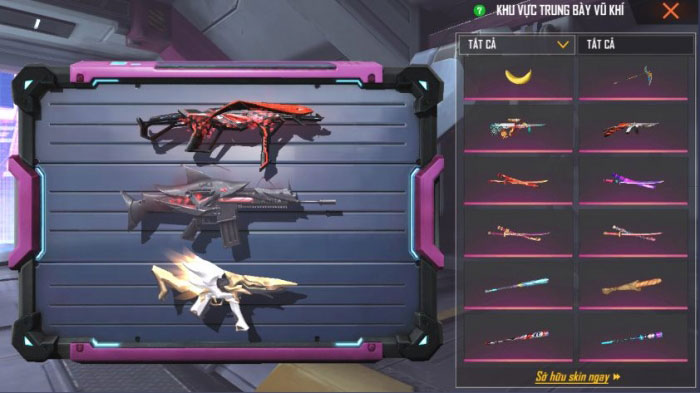 KHU VỰC TRƯNG BÀY VŨ KHÍ
TẤT CẢ
TẤT CẢ
Sở hữu skin ngay